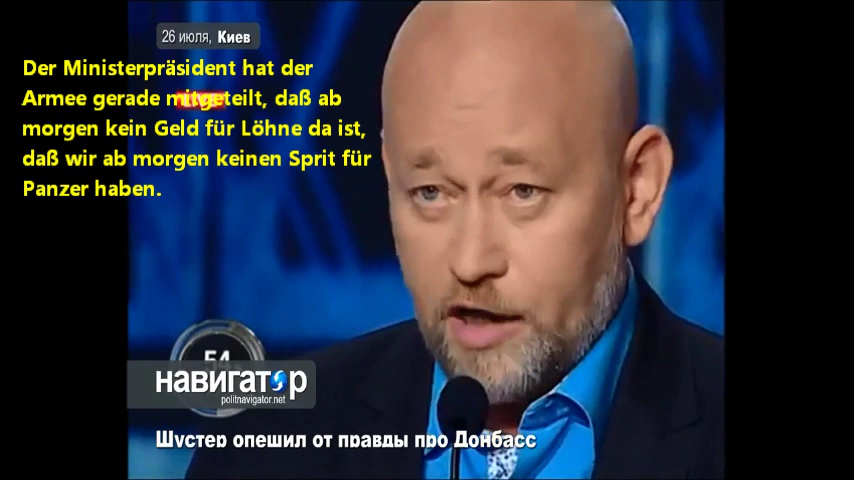 26 июля, Киев
Der Ministerpräsident hat der
Armee gerade mitgeteilt, daß ab
morgen kein Geld für Löhne da ist,
daß wir ab morgen keinen Sprit für
Panzer haben.
54
навигатор
politnavigator.net
Шустер опешил от правды про Донбасс